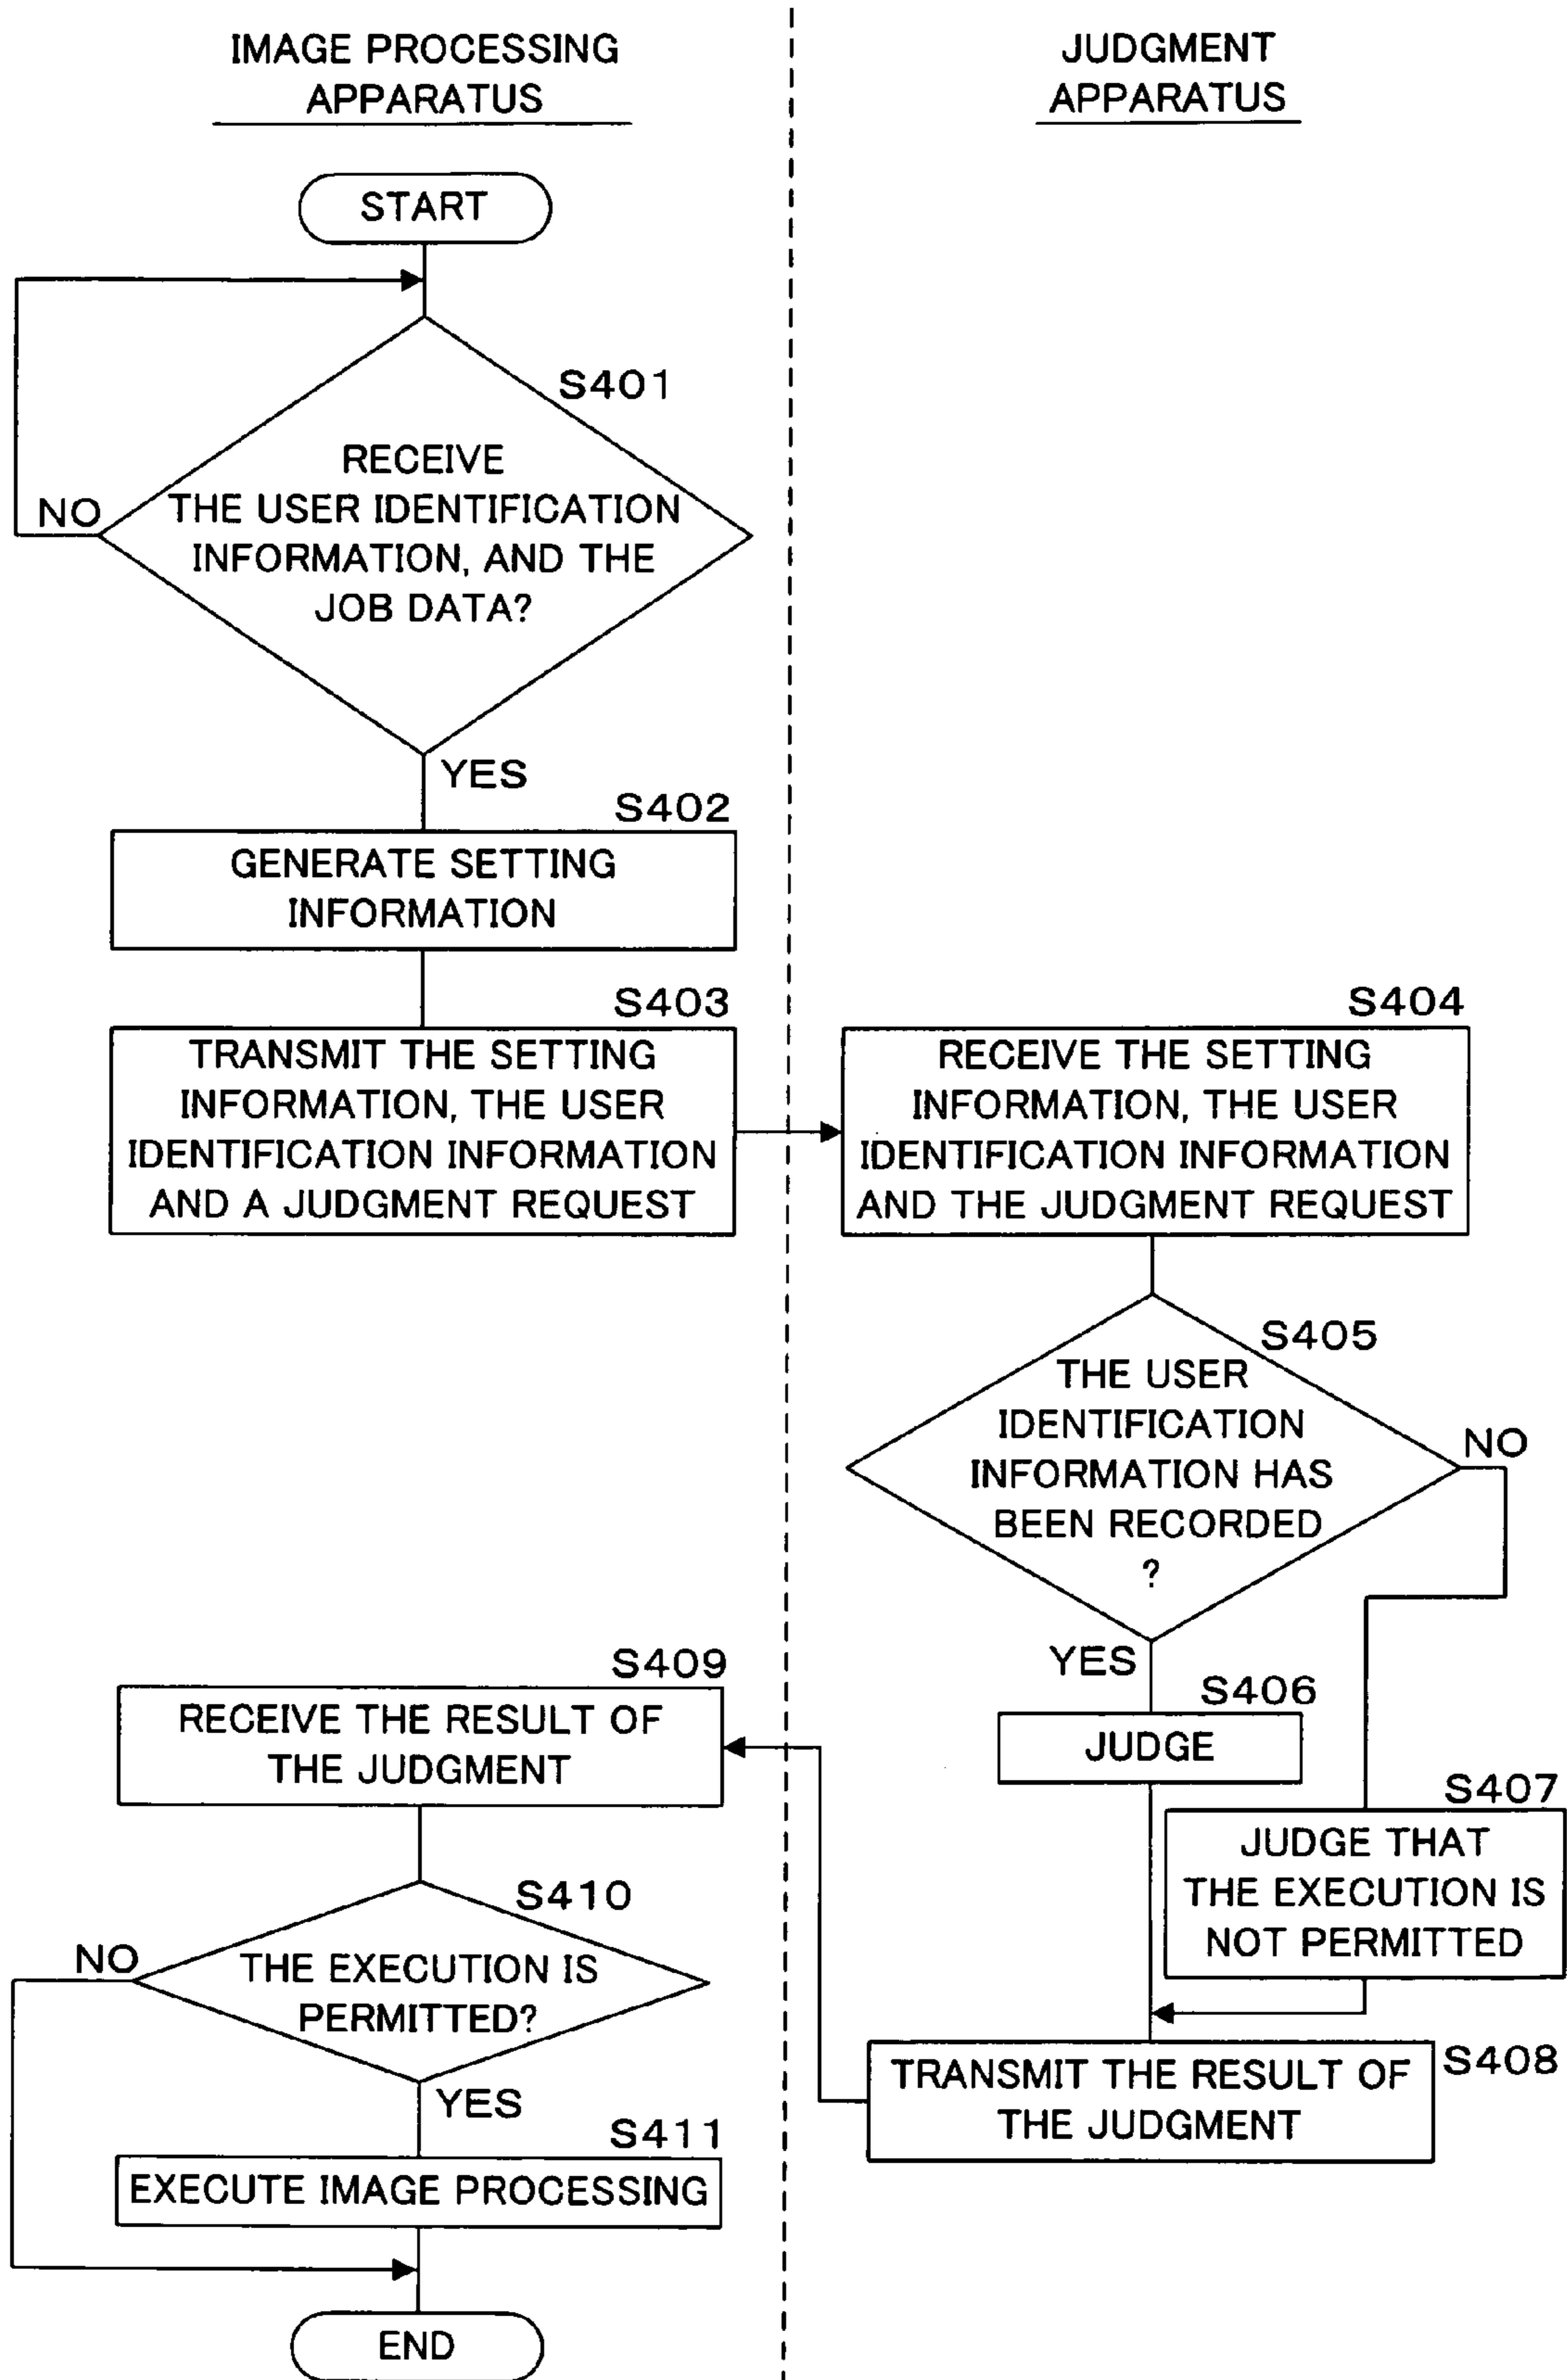 IMAGE PROCESSING
APPARATUS
JUDGMENT
APPARATUS
START
S401
RECEIVE
THE USER IDENTIFICATION
INFORMATION, AND THE
JOB DATA?
NO
YES
S402
GENERATE SETTING
INFORMATION
S403
TRANSMIT THE SETTING
INFORMATION, THE USER
IDENTIFICATION INFORMATION
AND A JUDGMENT REQUEST
S404
RECEIVE THE SETTING
INFORMATION, THE USER
IDENTIFICATION INFORMATION
AND THE JUDGMENT REQUEST
S405
THE USER
IDENTIFICATION
INFORMATION HAS
BEEN RECORDED
?
NO
YES
S406
JUDGE
S407
JUDGE THAT
THE EXECUTION IS
NOT PERMITTED
S408
TRANSMIT THE RESULT OF
THE JUDGMENT
S409
RECEIVE THE RESULT OF
THE JUDGMENT
S410
THE EXECUTION IS
PERMITTED?
NO
YES
S411
EXECUTE IMAGE PROCESSING
END